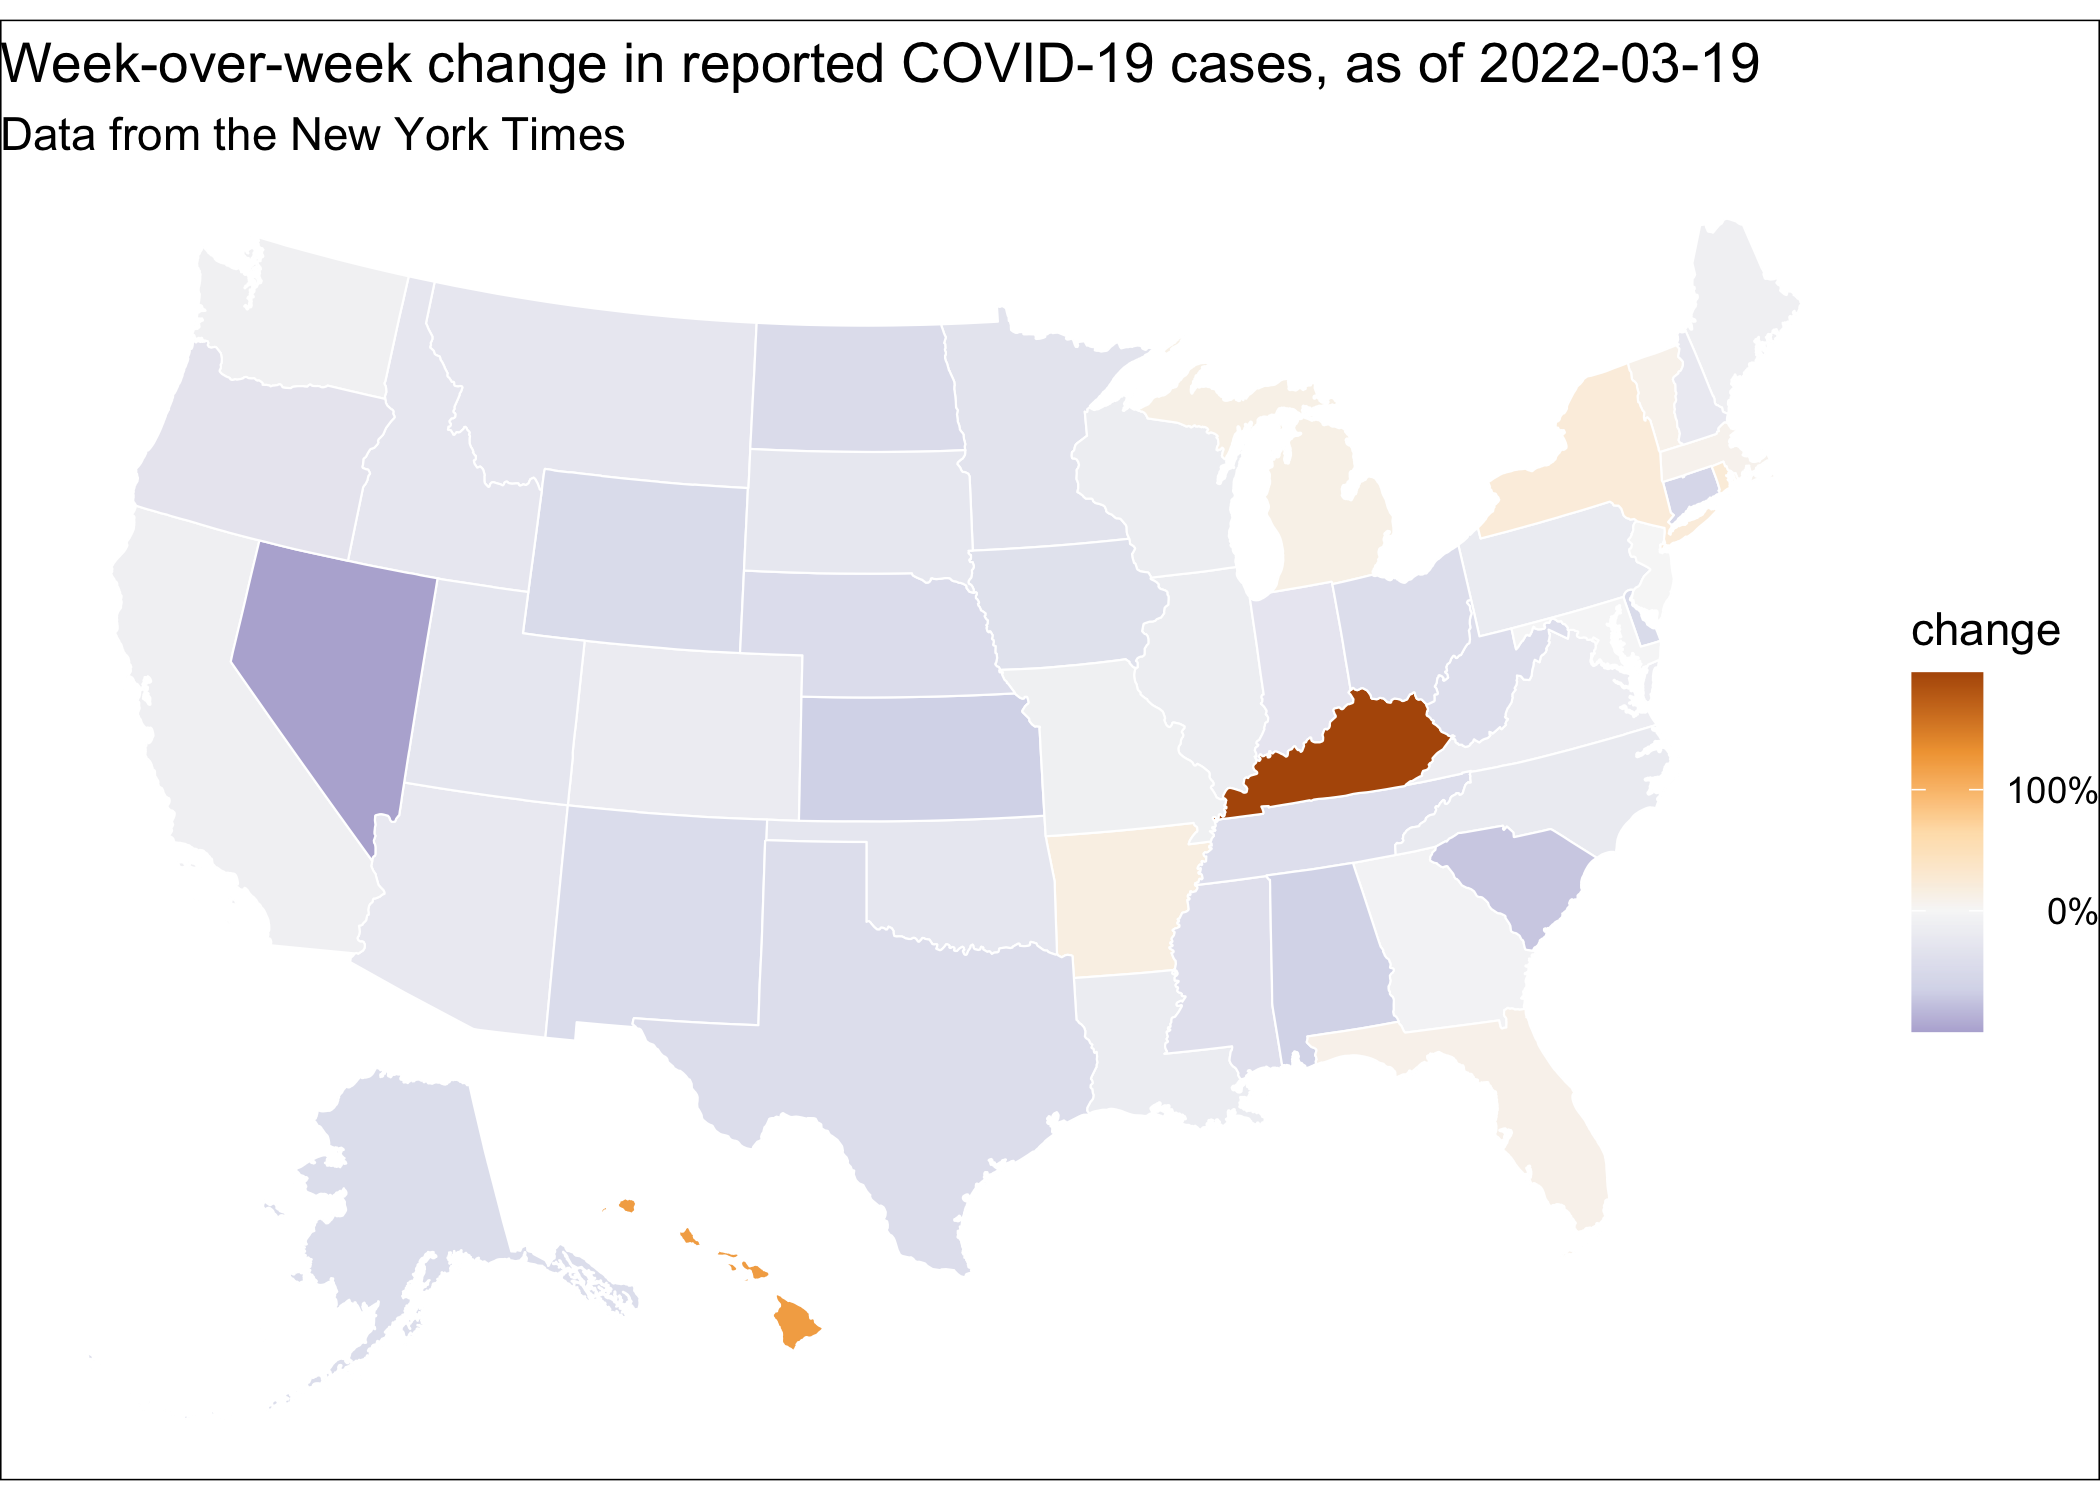 Week-over-week change in reported COVID-19 cases, as of 2022-03-19
Data from the New York Times
change
100%
0%